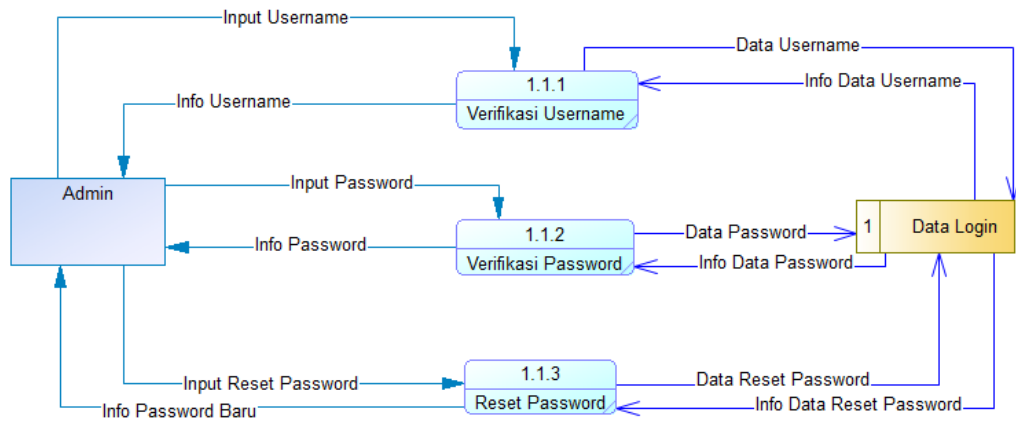 Input Username
Data Username
1.1.1
Info Data Username
Info Username
Verifikasi Username
Admin
Input Password
1.1.2
Data Password
1
Data Login
Info Password
Verifikasi Password
Info Data Password
1.1.3
Input Reset Password
Data Reset Password
Info Password Baru
Reset Password
Info Data Reset Password